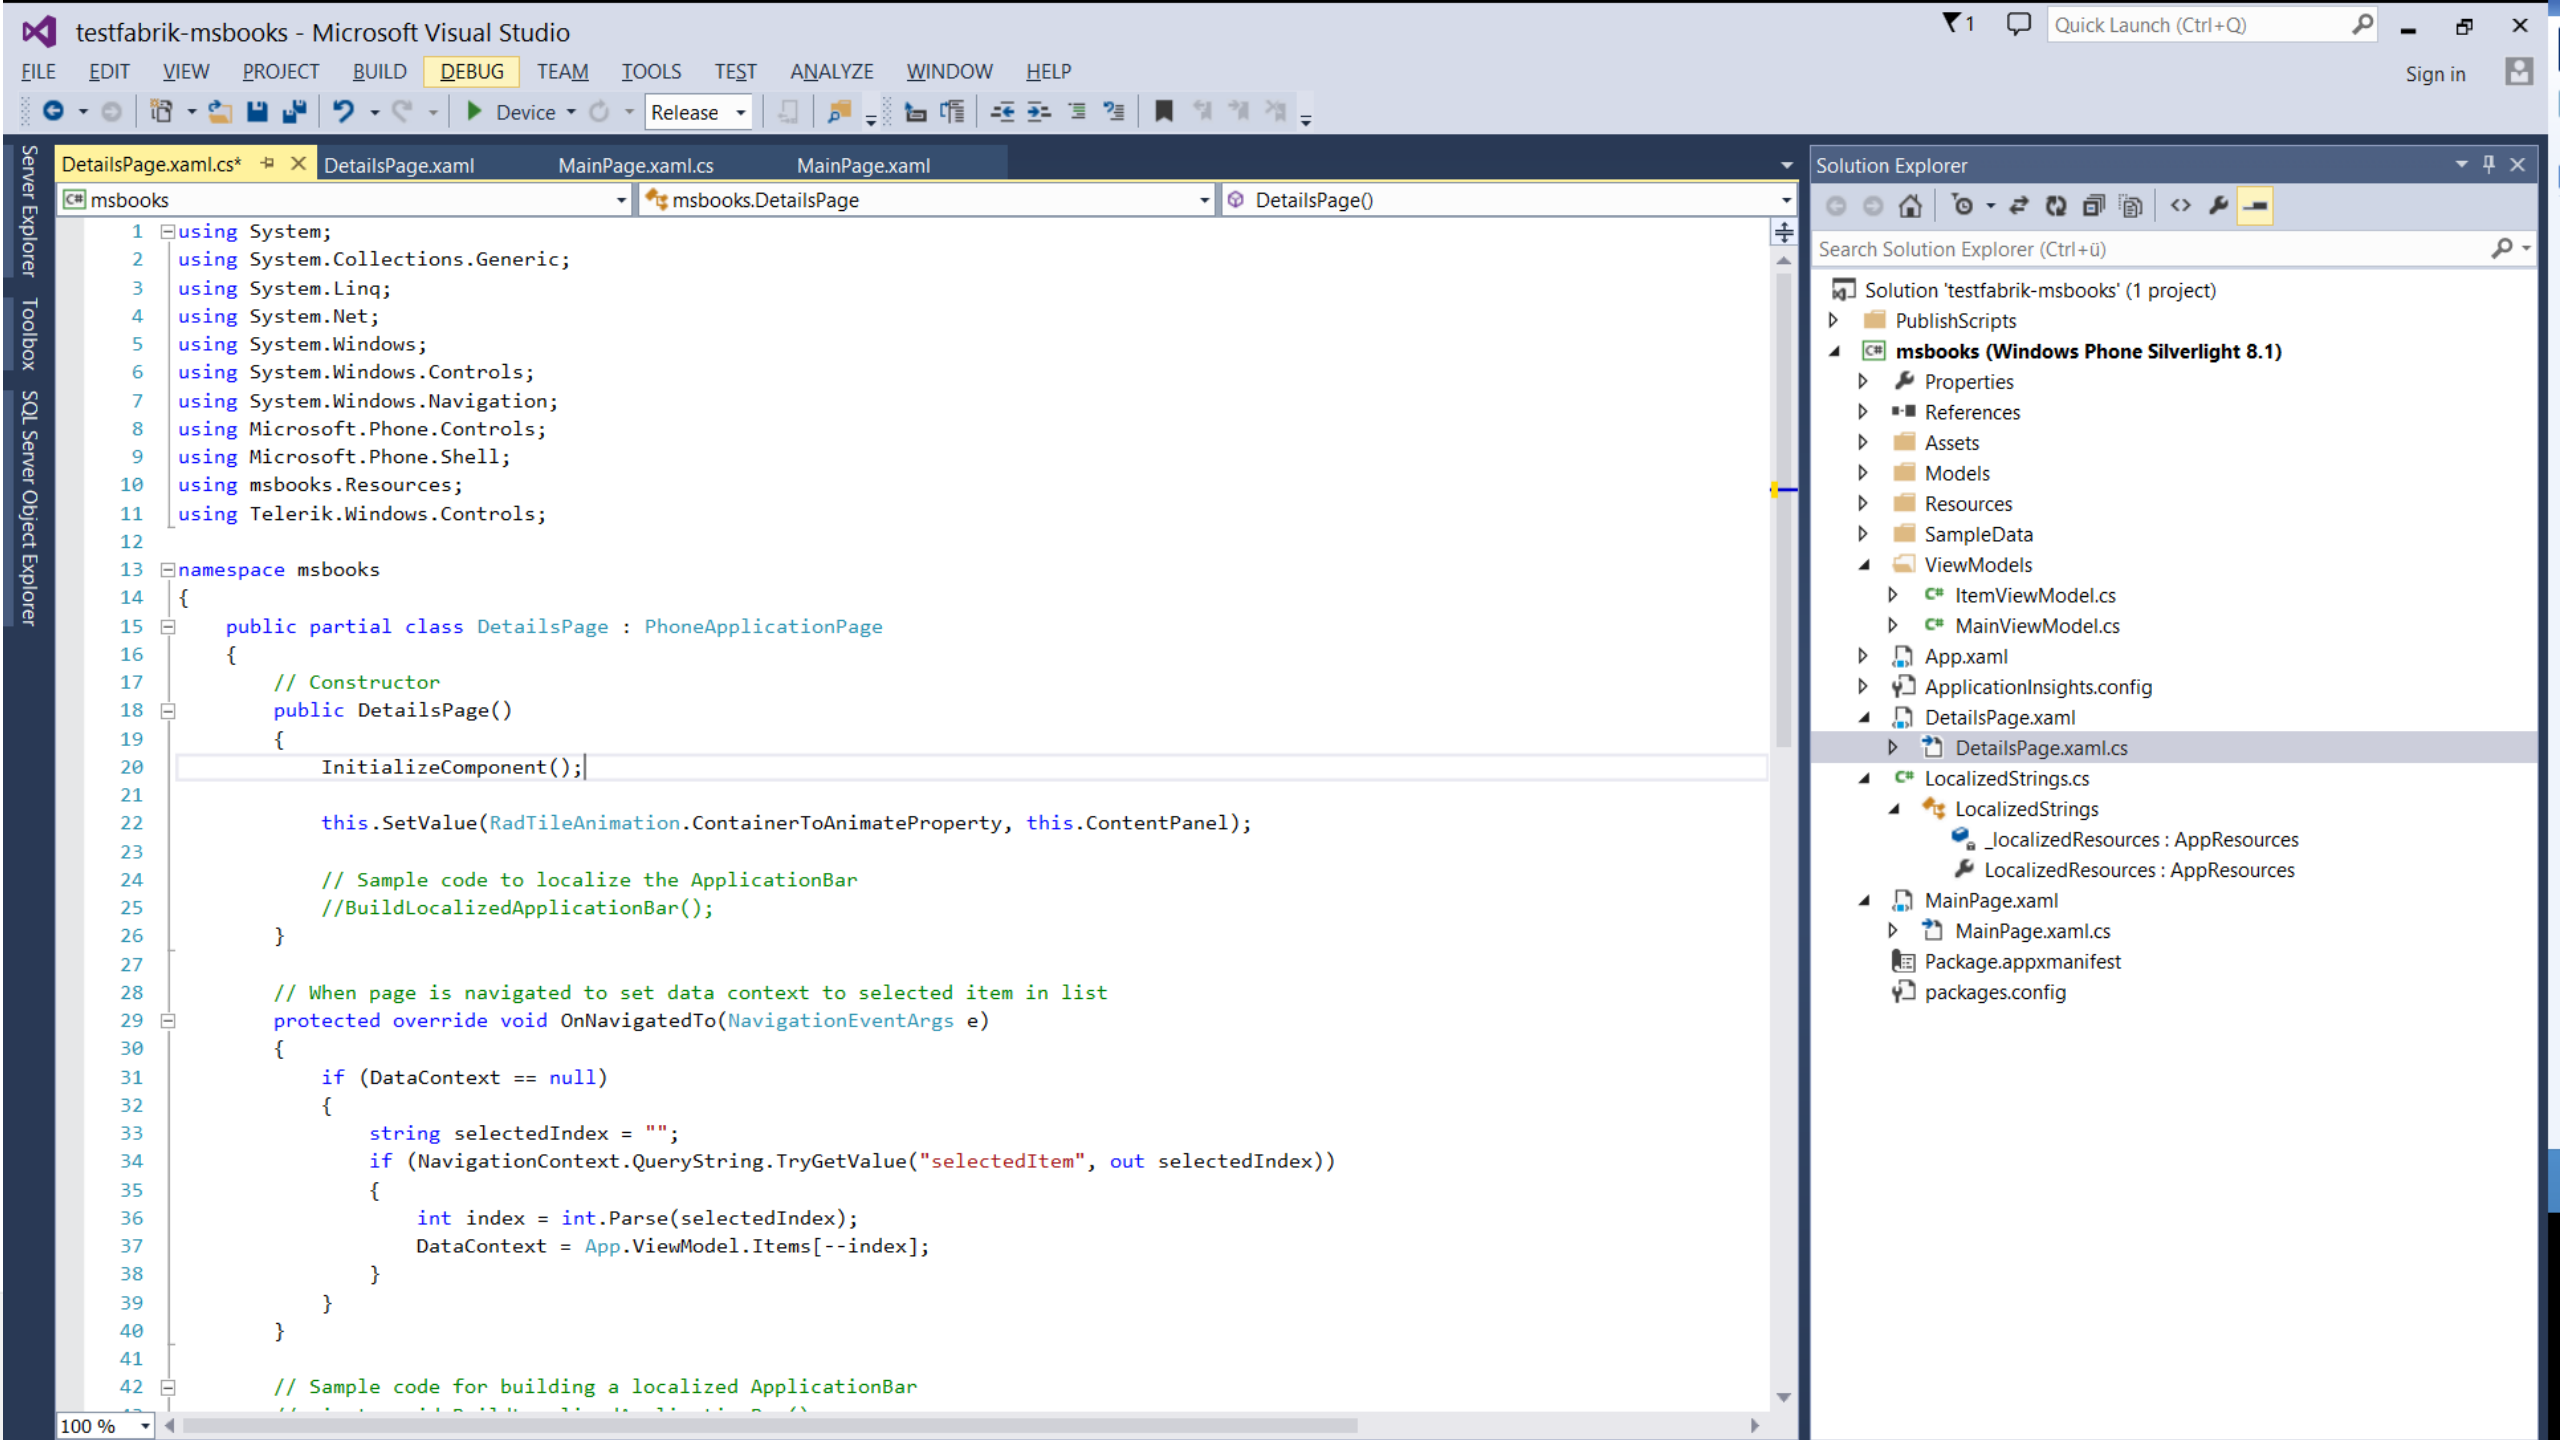 testfabrik-msbooks - Microsoft Visual Studio
1
Quick Launch (Ctrl+Q)
FILE EDIT VIEW PROJECT BUILD DEBUG TEAM TOOLS TEST ANALYZE WINDOW HELP
Sign in
Device Release
Server Explorer
Toolbox
SQL Server Object Explorer
DetailsPage.xaml.cs* DetailsPage.xaml MainPage.xaml.cs MainPage.xaml
C# msbooks msbooks.DetailsPage DetailsPage()
1 using System;
2 using System.Collections.Generic;
3 using System.Linq;
4 using System.Net;
5 using System.Windows;
6 using System.Windows.Controls;
7 using System.Windows.Navigation;
8 using Microsoft.Phone.Controls;
9 using Microsoft.Phone.Shell;
10 using msbooks.Resources;
11 using Telerik.Windows.Controls;
12
13 namespace msbooks
14 {
15 public partial class DetailsPage : PhoneApplicationPage
16 {
17 // Constructor
18 public DetailsPage()
19 {
20 InitializeComponent();
21
22 this.SetValue(RadTileAnimation.ContainerToAnimateProperty, this.ContentPanel);
23
24 // Sample code to localize the ApplicationBar
25 //BuildLocalizedApplicationBar();
26 }
27
28 // When page is navigated to set data context to selected item in list
29 protected override void OnNavigatedTo(NavigationEventArgs e)
30 {
31 if (DataContext == null)
32 {
33 string selectedIndex = "";
34 if (NavigationContext.QueryString.TryGetValue("selectedItem", out selectedIndex))
35 {
36 int index = int.Parse(selectedIndex);
37 DataContext = App.ViewModel.Items[--index];
38 }
39 }
40 }
41
42 // Sample code for building a localized ApplicationBar
100 %
Solution Explorer
Search Solution Explorer (Ctrl+ü)
Solution 'testfabrik-msbooks' (1 project)
PublishScripts
C# msbooks (Windows Phone Silverlight 8.1)
Properties
References
Assets
Models
Resources
SampleData
ViewModels
C# ItemViewModel.cs
C# MainViewModel.cs
App.xaml
ApplicationInsights.config
DetailsPage.xaml
DetailsPage.xaml.cs
C# LocalizedStrings.cs
LocalizedStrings
_localizedResources : AppResources
LocalizedResources : AppResources
MainPage.xaml
MainPage.xaml.cs
Package.appxmanifest
packages.config